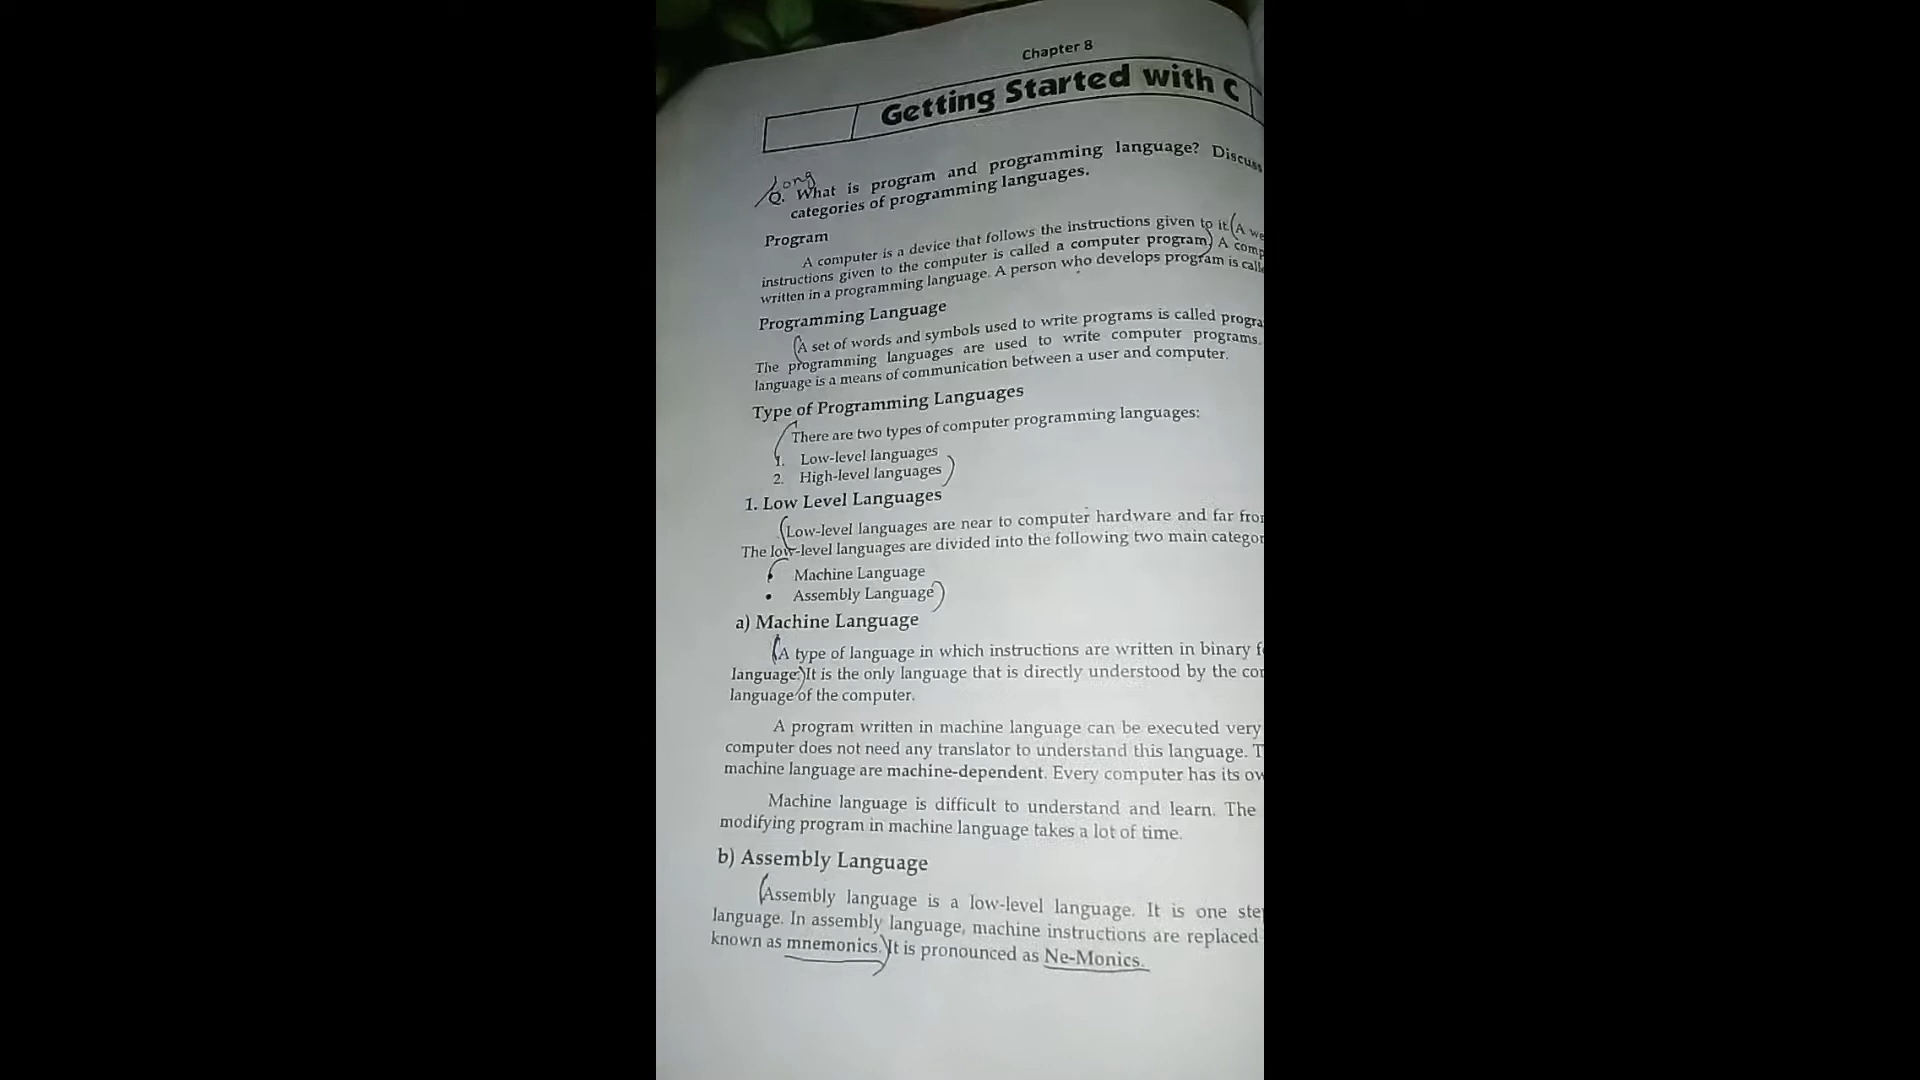 Chapter 8
Getting Started with C
Long
Q. What is program and programming language? Discuss
categories of programming languages.
Program
A computer is a device that follows the instructions given to it. (A
instructions given to the computer is called a computer program) A
written in a programming language. A person who develops program is
Programming Language
(A set of words and symbols used to write programs is called
The programming languages are used to write computer programs.
language is a means of communication between a user and computer.
Type of Programming Languages
(There are two types of computer programming languages:
1. Low-level languages
2. High-level languages)
1. Low Level Languages
(Low-level languages are near to computer hardware and far
The low-level languages are divided into the following two main
( • Machine Language
• Assembly Language)
a) Machine Language
(A type of language in which instructions are written in binary
language.) It is the only language that is directly understood by the
language of the computer.
A program written in machine language can be executed very
computer does not need any translator to understand this language.
machine language are machine-dependent. Every computer has its
Machine language is difficult to understand and learn. The
modifying program in machine language takes a lot of time.
b) Assembly Language
(Assembly language is a low-level language. It is one
language. In assembly language, machine instructions are replaced
known as mnemonics.) It is pronounced as Ne-Monics.